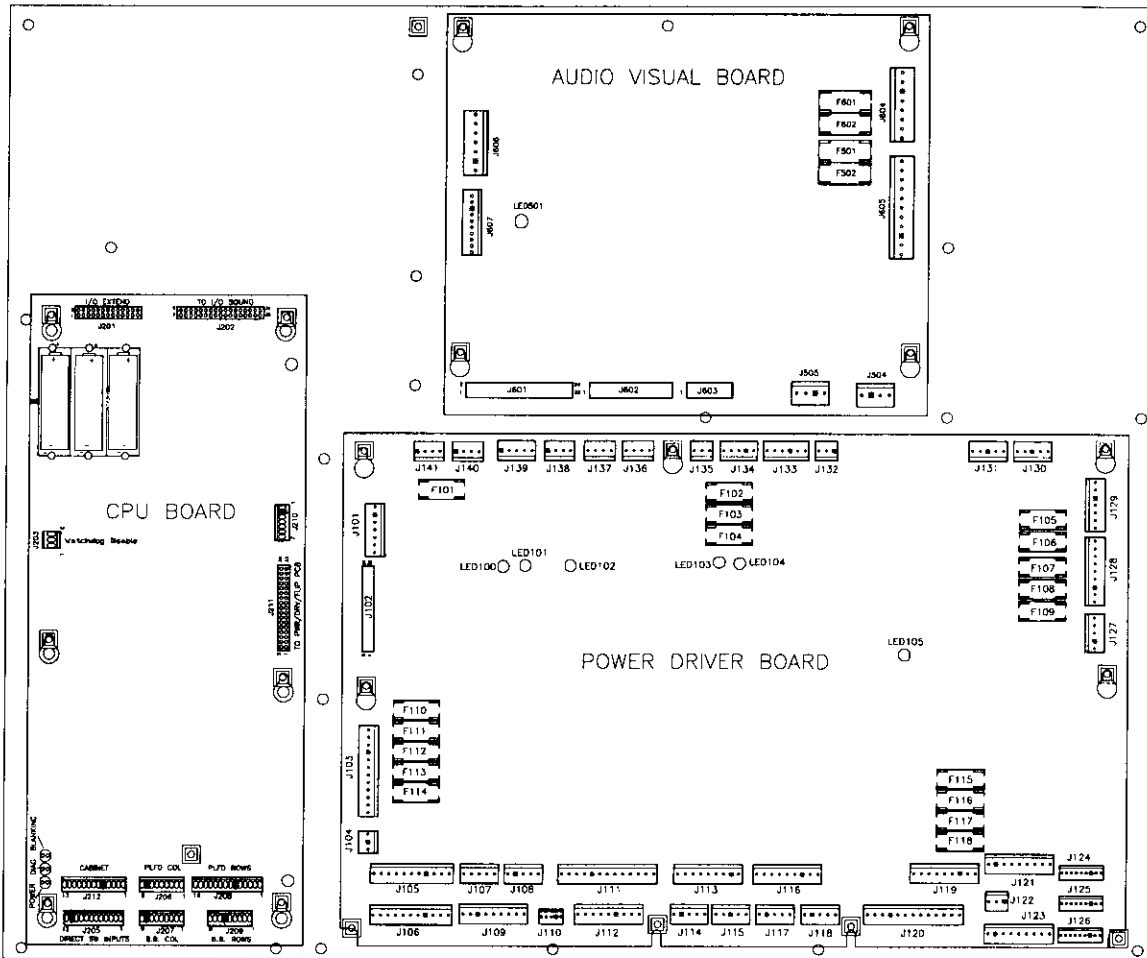 AUDIO VISUAL BOARD
F601
F602
F501
F502
J604
J605
J606
J607
LED501
J601
J602
J603
J505
J504
CPU BOARD
I/O EXTEND
J201
TO I/O SOUND
J202
J203
Watchdog Disable
J210
J211
TO PWR/DRV/FLIP PCB
POWER DIAG BLANKING
CABINET
J212
PLFD COL
J206
PLFD ROWS
J208
J205
DIRECT SW INPUTS
J207
B.B. COL
J209
B.B. ROWS
POWER DRIVER BOARD
J141
J140
J139
J138
J137
J136
J135
J134
J133
J132
J131
J130
F101
F102
F103
F104
J101
J102
LED100
LED101
LED102
LED103
LED104
LED105
F105
F106
F107
F108
F109
J129
J128
J127
F110
F111
F112
F113
F114
J103
J104
F115
F116
F117
F118
J105
J107
J108
J111
J113
J116
J119
J121
J124
J122
J125
J123
J126
J106
J109
J110
J112
J114
J115
J117
J118
J120